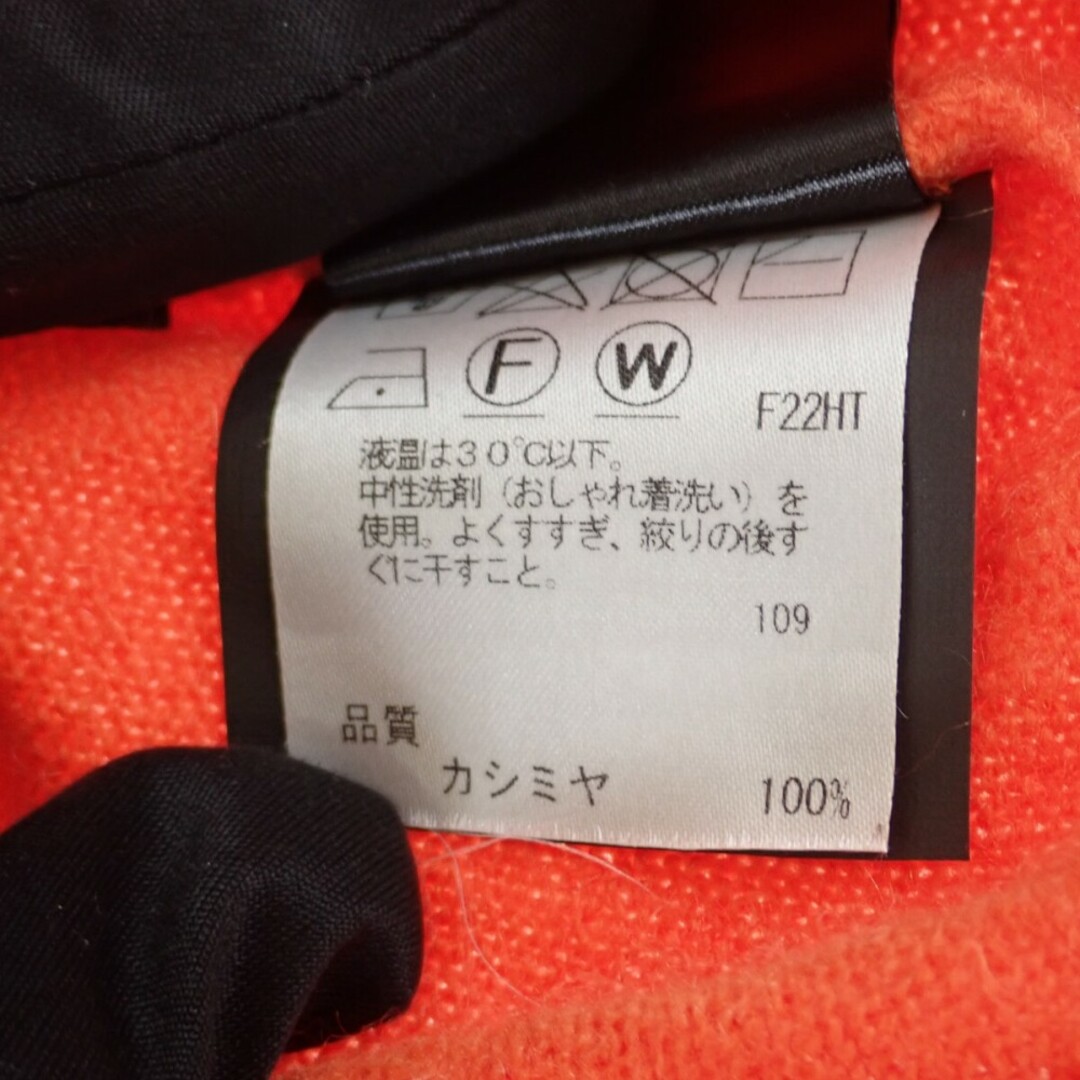 F W
F22HT
液温は30℃以下。
中性洗剤（おしゃれ着洗い）を
使用。よくすすぎ、絞りの後す
ぐに干すこと。
109
品質
カシミヤ 100%